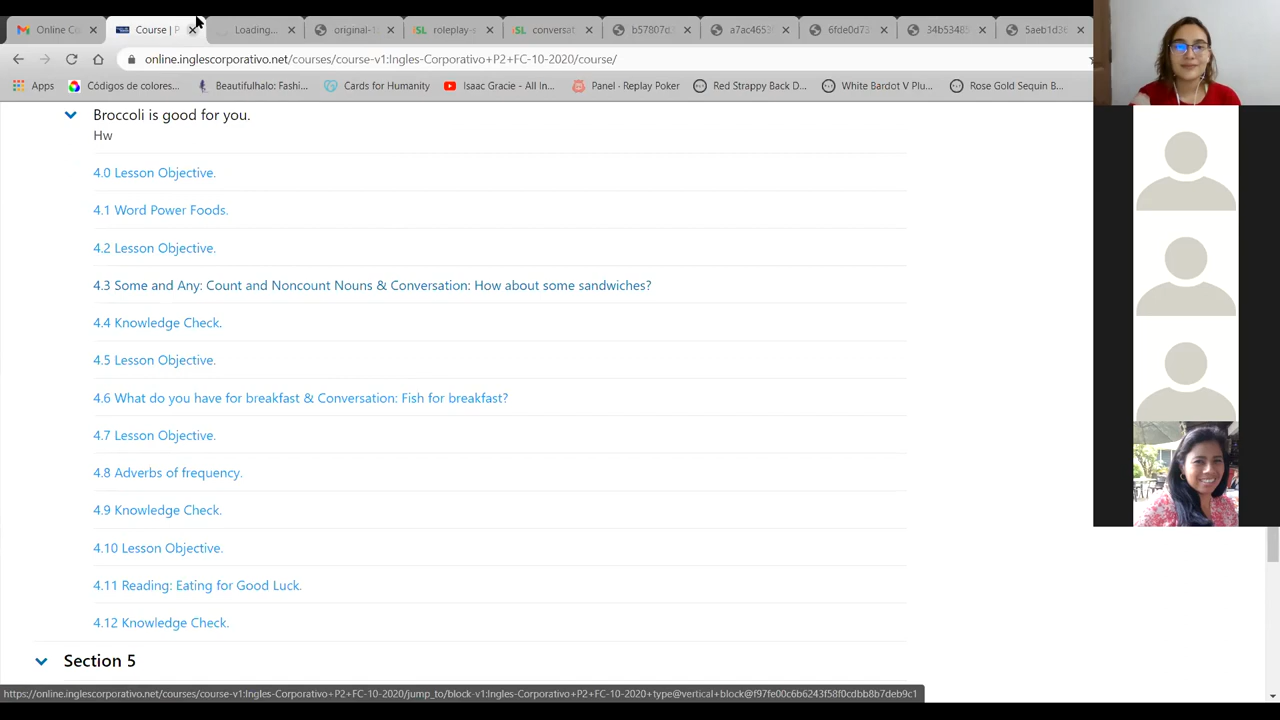 Online Co
Course | P
Loading...
original-1
roleplay-
conversat
b57807d
a7ac465
6fde0d73
34b5348
5aeb1d3
online.inglescorporativo.net/courses/course-v1:Ingles-Corporativo+P2+FC-10-2020/course/
Apps
Códigos de colores...
Beautifulhalo: Fashi...
Cards for Humanity
Isaac Gracie - All In...
Panel - Replay Poker
Red Strappy Back D...
White Bardot V Plu...
Rose Gold Sequin B...
Broccoli is good for you.
Hw
4.0 Lesson Objective.
4.1 Word Power Foods.
4.2 Lesson Objective.
4.3 Some and Any: Count and Noncount Nouns & Conversation: How about some sandwiches?
4.4 Knowledge Check.
4.5 Lesson Objective.
4.6 What do you have for breakfast & Conversation: Fish for breakfast?
4.7 Lesson Objective.
4.8 Adverbs of frequency.
4.9 Knowledge Check.
4.10 Lesson Objective.
4.11 Reading: Eating for Good Luck.
4.12 Knowledge Check.
Section 5
https://online.inglescorporativo.net/courses/course-v1:Ingles-Corporativo+P2+FC-10-2020/jump_to/block-v1:Ingles-Corporativo+P2+FC-10-2020+type@vertical+block@f97fe00c6b6243f58f0cdbb8b7deb9c1